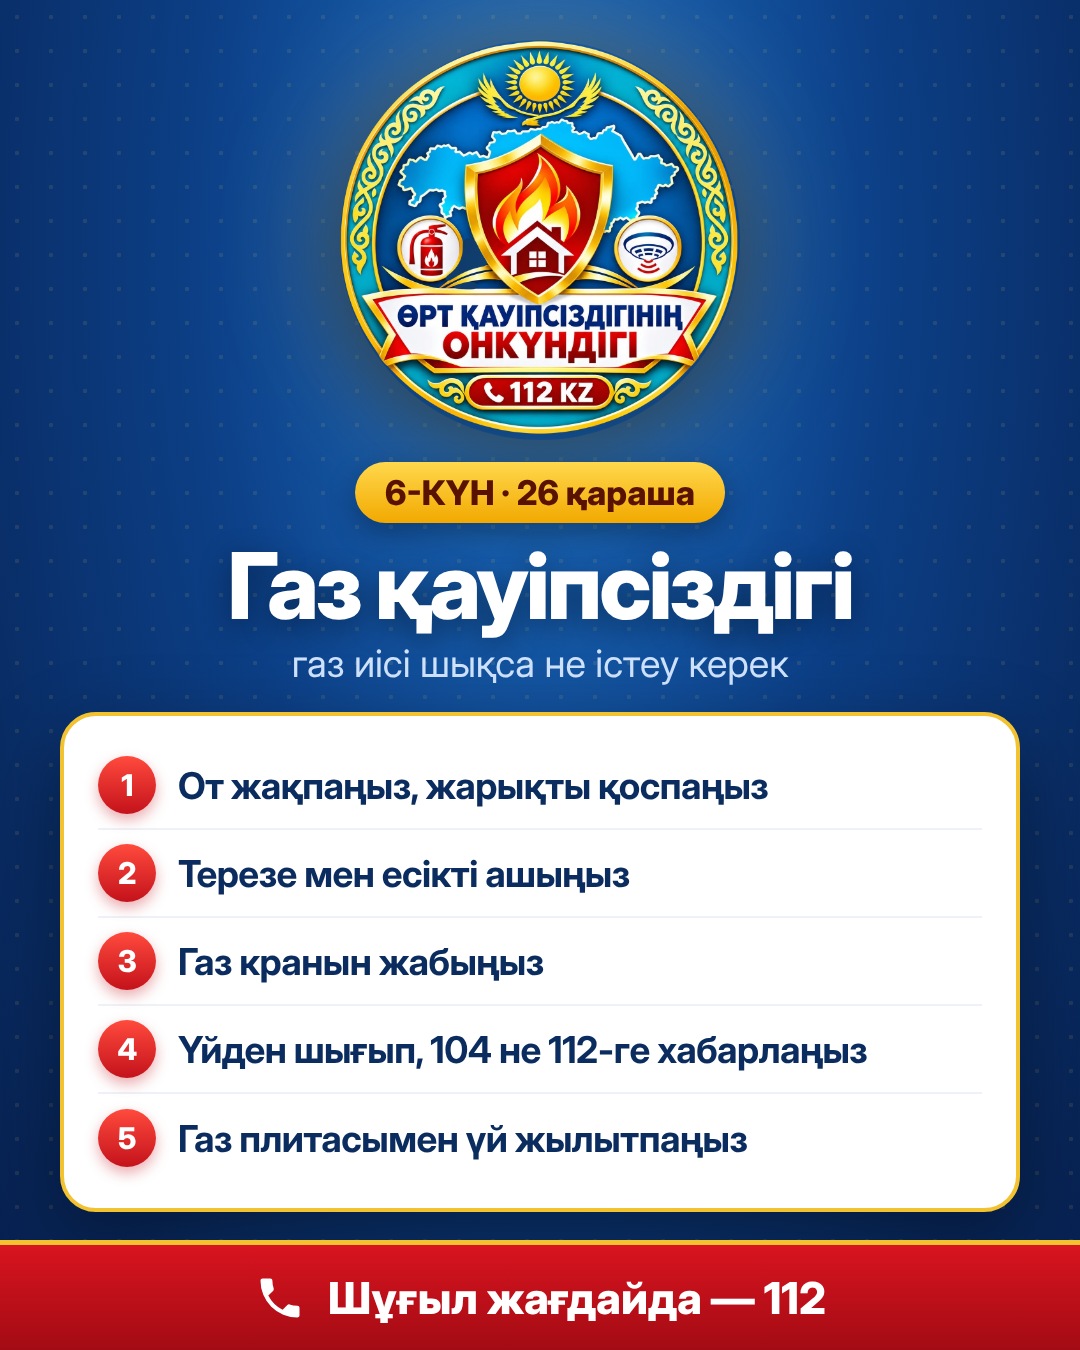 ӨРТ ҚАУІПСІЗДІГІНІҢ
ОНКҮНДІГІ
112 KZ
6-КҮН · 26 қараша
Газ қауіпсіздігі
газ иісі шықса не істеу керек
1 От жақпаңыз, жарықты қоспаңыз
2 Терезе мен есікті ашыңыз
3 Газ кранын жабыңыз
4 Үйден шығып, 104 не 112-ге хабарлаңыз
5 Газ плитасымен үй жылытпаңыз
Шұғыл жағдайда — 112